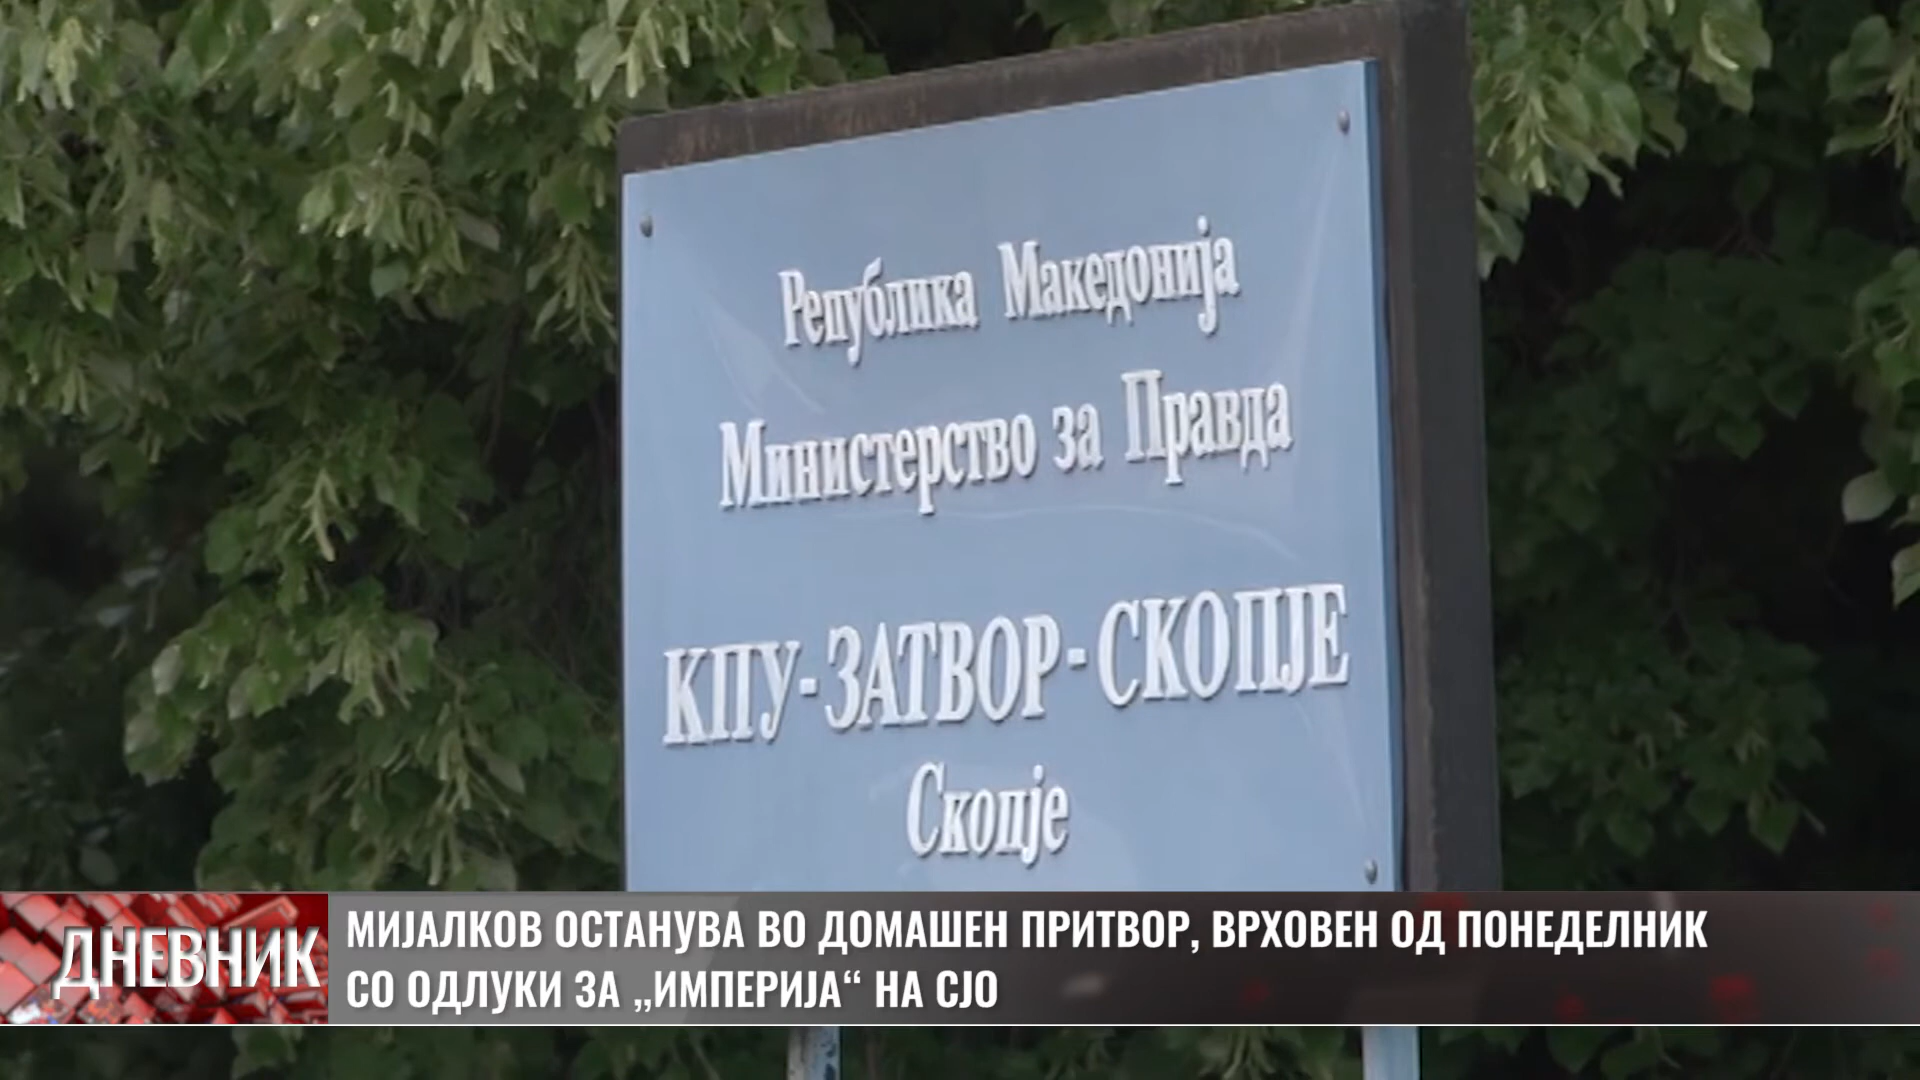 Република Македонија
Министерство за Правда
КПУ-ЗАТВОР-СКОПЈЕ
Скопје
ДНЕВНИК
МИЈАЛКОВ ОСТАНУВА ВО ДОМАШЕН ПРИТВОР, ВРХОВЕН ОД ПОНЕДЕЛНИК
СО ОДЛУКИ ЗА „ИМПЕРИЈА“ НА СЈО